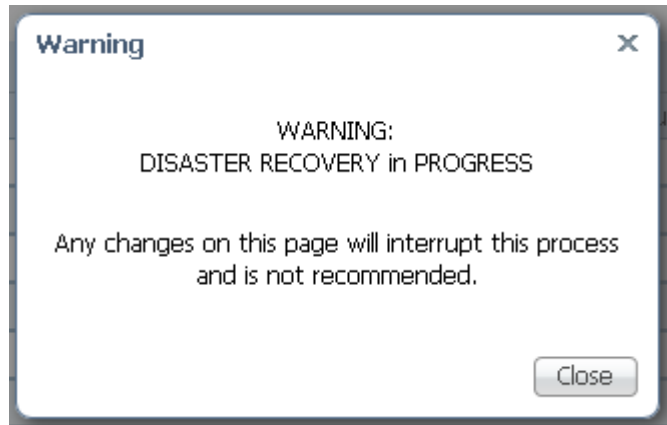 Warning
WARNING:
DISASTER RECOVERY in PROGRESS
Any changes on this page will interrupt this process
and is not recommended.
Close